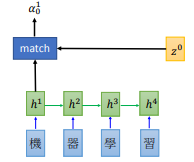 α₀¹
match
z⁰
h¹ h² h³ h⁴
機 器 學 習